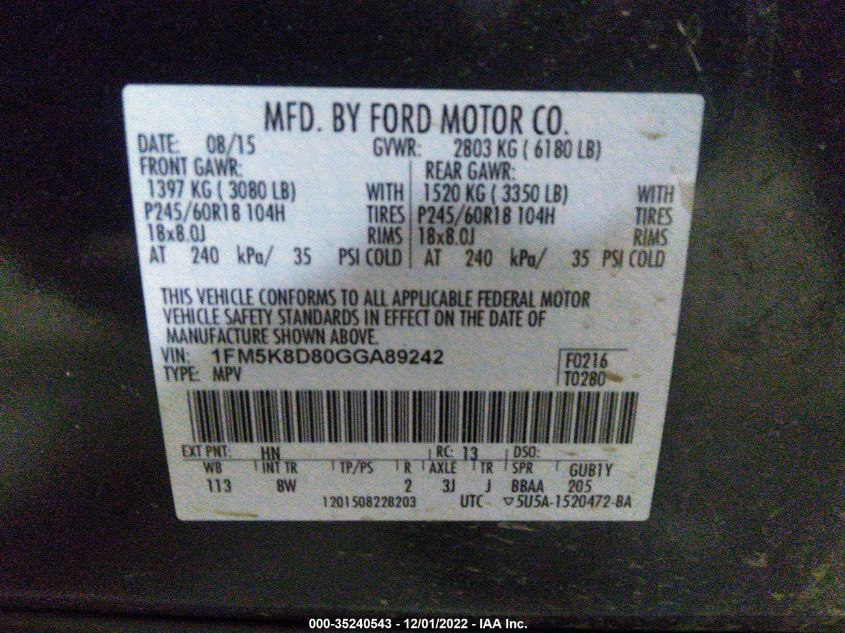 MFD. BY FORD MOTOR CO.
DATE: 08/15 GVWR: 2803 KG ( 6180 LB)
FRONT GAWR: REAR GAWR:
1397 KG ( 3080 LB) WITH 1520 KG ( 3350 LB) WITH
P245/60R18 104H TIRES P245/60R18 104H TIRES
18x8.0J RIMS 18x8.0J RIMS
AT 240 kPa/ 35 PSI COLD AT 240 kPa/ 35 PSI COLD
THIS VEHICLE CONFORMS TO ALL APPLICABLE FEDERAL MOTOR
VEHICLE SAFETY STANDARDS IN EFFECT ON THE DATE OF
MANUFACTURE SHOWN ABOVE.
VIN: 1FM5K8D80GGA89242 F0216
TYPE: MPV T0280
EXT PNT: HN RC: 13 DSO:
WB INT TR TP/PS R AXLE TR SPR GUB1Y
113 8W 2 3J J BBAA 205
1201508228203 UTC ▽5U5A-1520472-BA
000-35240543 - 12/01/2022 - IAA Inc.